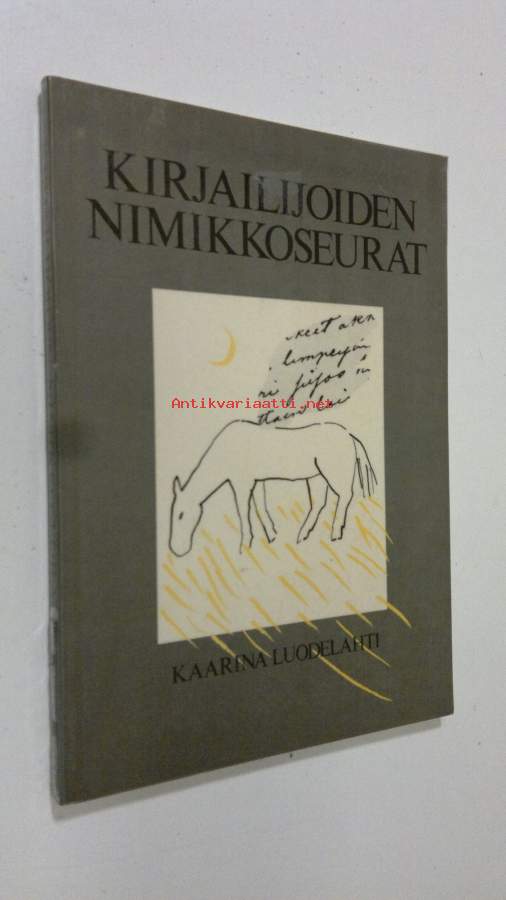 KIRJAILIJOIDEN
NIMIKKOSEURAT
Antikvariaatti.net
KAARINA LUODELAHTI